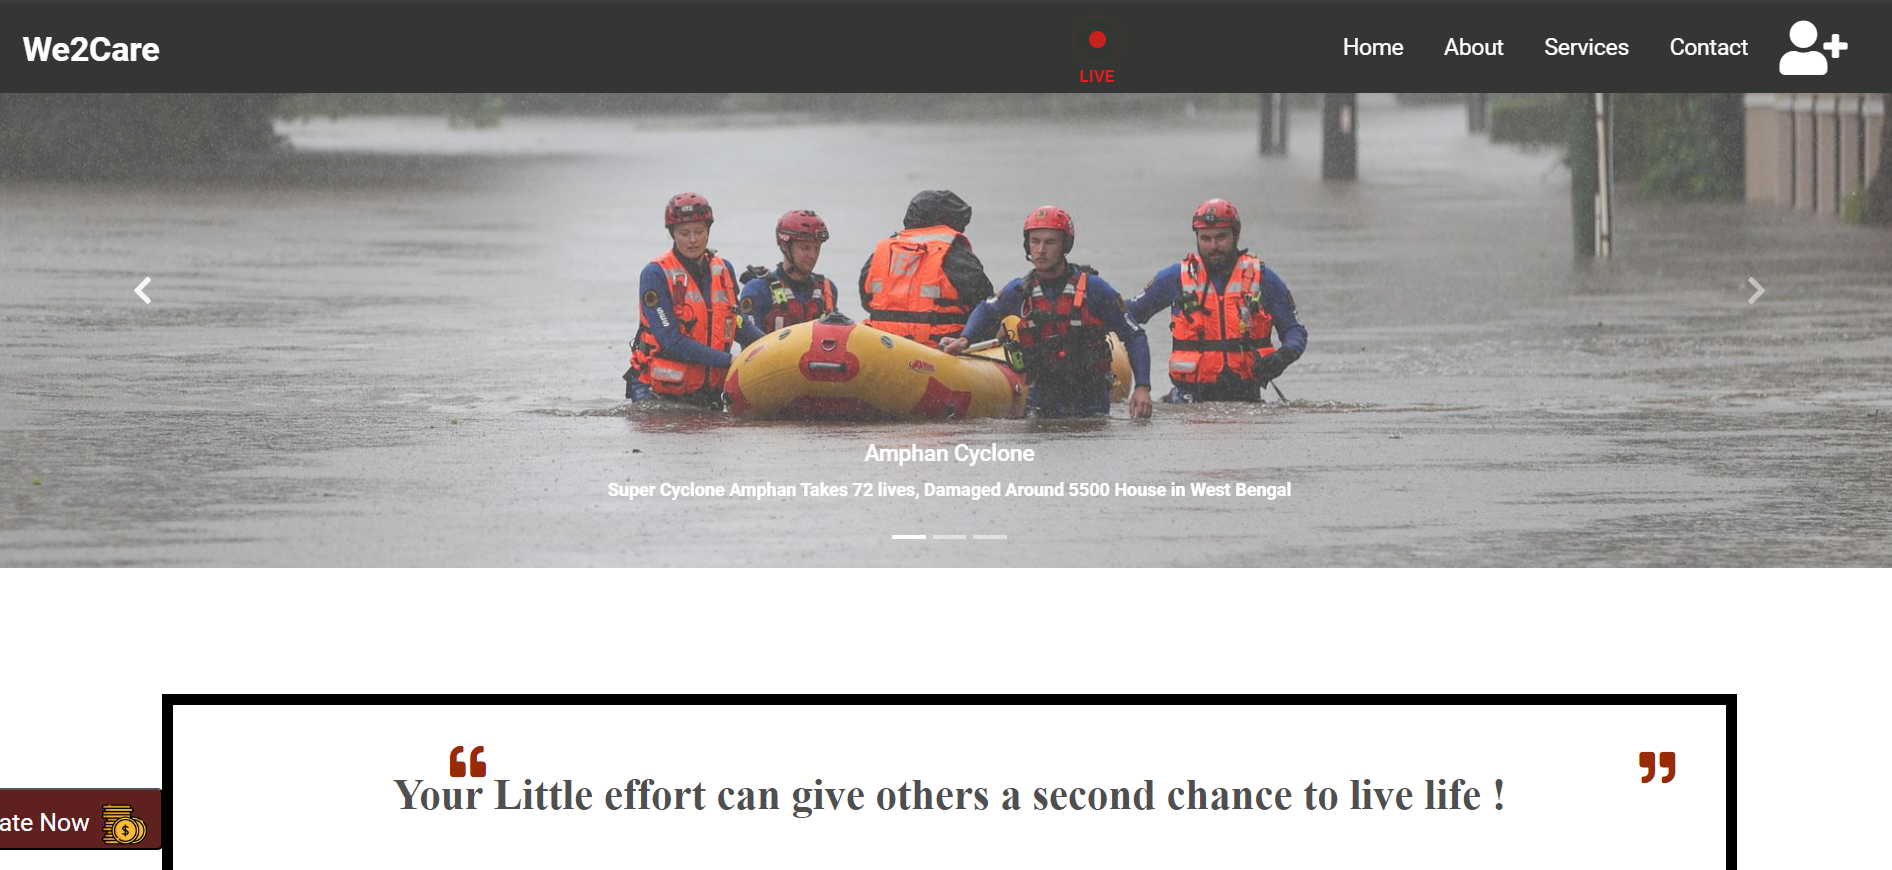 We2Care
LIVE
Home
About
Services
Contact
Amphan Cyclone
Super Cyclone Amphan Takes 72 lives, Damaged Around 5500 House in West Bengal
“ ”
Your Little effort can give others a second chance to live life !
ate Now